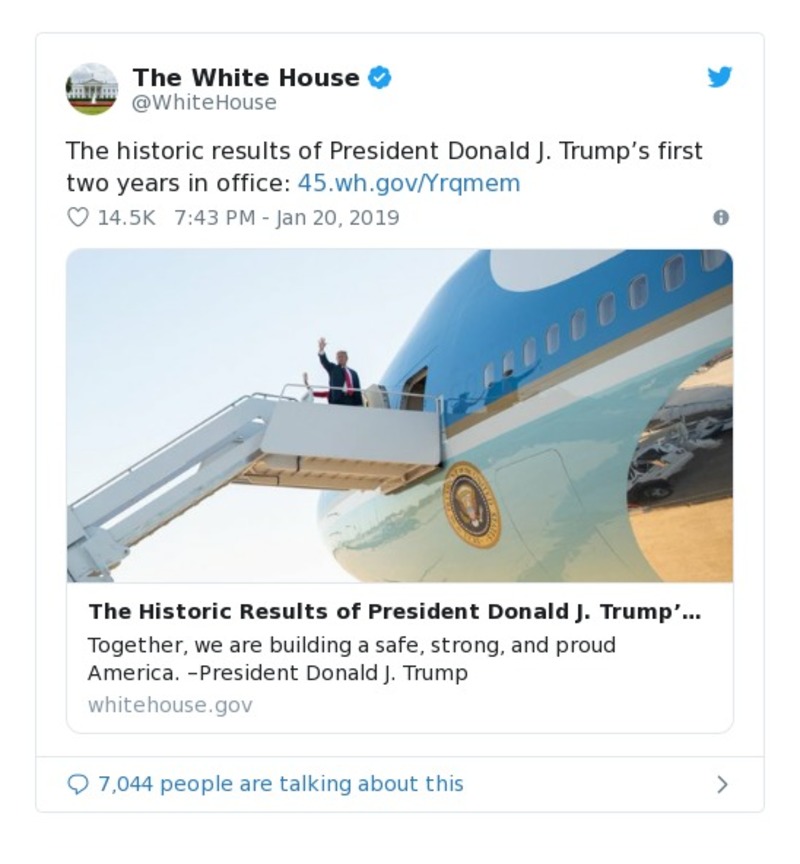 The White House
@WhiteHouse
The historic results of President Donald J. Trump’s first
two years in office: 45.wh.gov/Yrqmem
14.5K 7:43 PM - Jan 20, 2019
The Historic Results of President Donald J. Trump’...
Together, we are building a safe, strong, and proud
America. –President Donald J. Trump
whitehouse.gov
7,044 people are talking about this